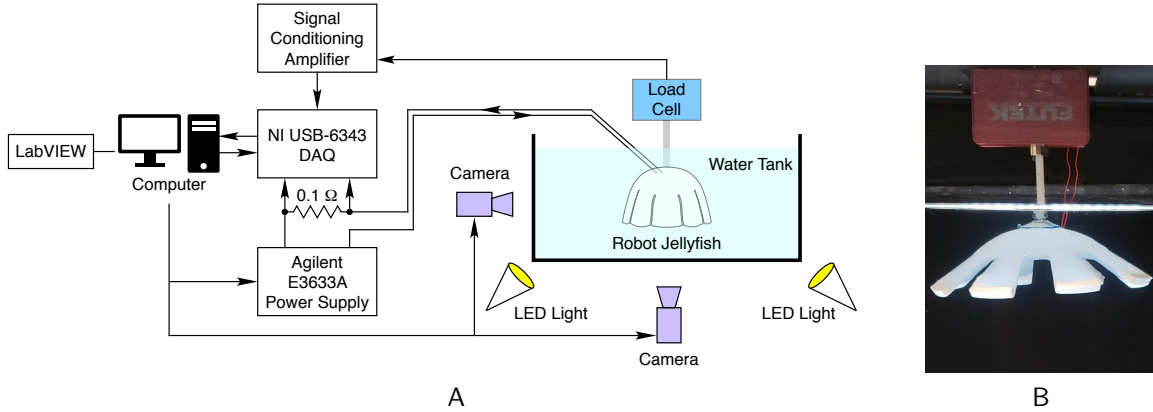 Signal
Conditioning
Amplifier
Load
Cell
NI USB-6343
DAQ
LabVIEW
Computer
0.1 Ω
Camera
Water Tank
Robot Jellyfish
Agilent
E3633A
Power Supply
LED Light
LED Light
Camera
A
FUTEK
B